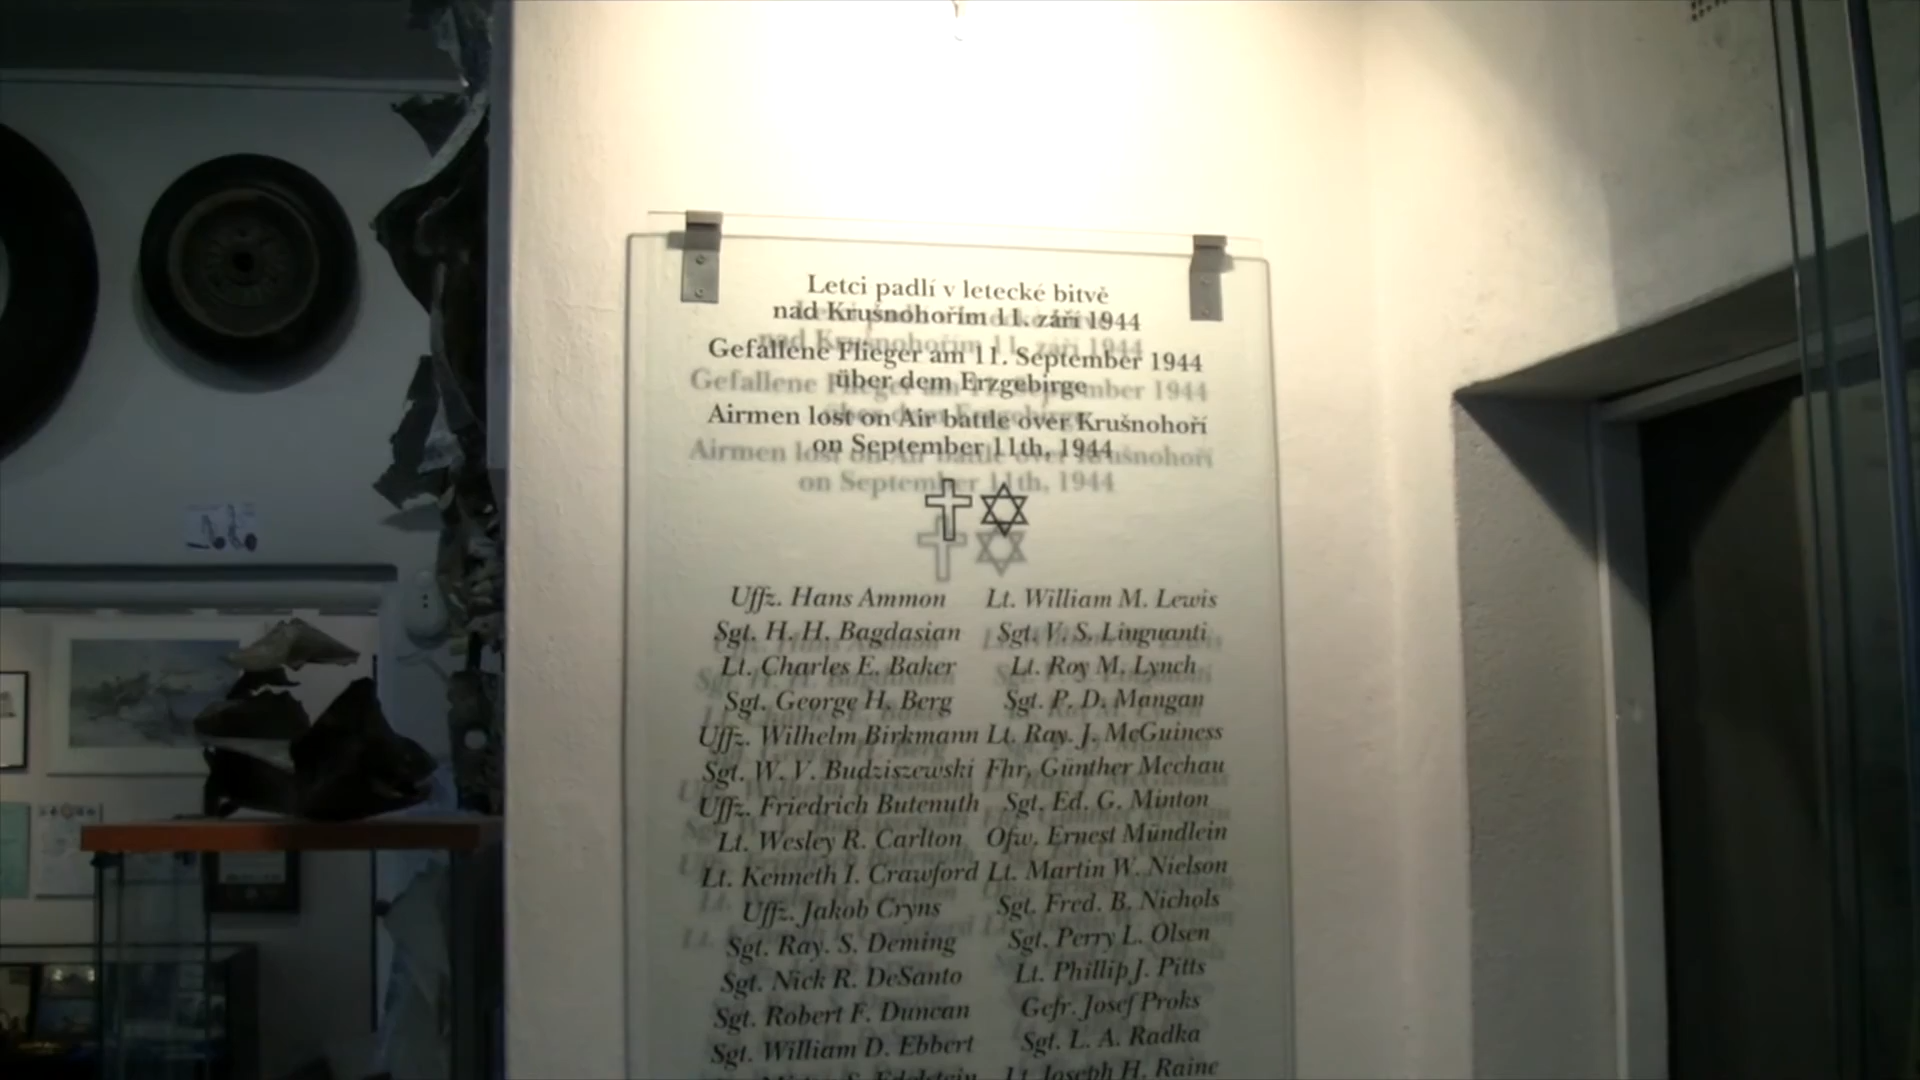 Letci padlí v letecké bitvě
nad Krušnohořím 11. září 1944
Gefallene Flieger am 11. September 1944
über dem Erzgebirge
Airmen lost on Air battle over Krušnohoří
on September 11th, 1944
Uffz. Hans Ammon
Sgt. H. H. Bagdasian
Lt. Charles E. Baker
Sgt. George H. Berg
Uffz. Wilhelm Birkmann
Sgt. W. V. Budziszewski
Uffz. Friedrich Butenuth
Lt. Wesley R. Carlton
Lt. Kenneth I. Crawford
Uffz. Jakob Cryns
Sgt. Ray. S. Deming
Sgt. Nick R. DeSanto
Sgt. Robert F. Duncan
Sgt. William D. Ebbert
Lt. William M. Lewis
Sgt. V. S. Linguanti
Lt. Roy M. Lynch
Sgt. P. D. Mangan
Lt. Ray. J. McGuiness
Fhr. Günther Mechau
Sgt. Ed. G. Minton
Ofw. Ernest Mündlein
Lt. Martin W. Nielson
Sgt. Fred. B. Nichols
Sgt. Perry L. Olsen
Lt. Phillip J. Pitts
Gefr. Josef Proks
Sgt. L. A. Radka
Lt. Joseph H. Raine